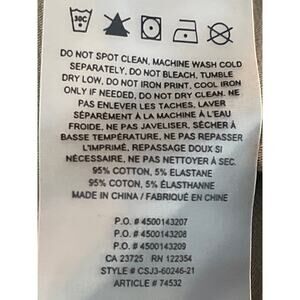 30C
DO NOT SPOT CLEAN, MACHINE WASH COLD
SEPARATELY, DO NOT BLEACH, TUMBLE
DRY LOW, DO NOT IRON PRINT, COOL IRON
ONLY IF NEEDED, DO NOT DRY CLEAN. NE
PAS ENLEVER LES TACHES, LAVER
SÉPARÉMENT À LA MACHINE À L'EAU
FROIDE, NE PAS JAVELISER, SÉCHER À
BASSE TEMPÉRATURE, NE PAS REPASSER
L'IMPRIMÉ, REPASSAGE DOUX SI
NÉCESSAIRE, NE PAS NETTOYER À SEC.
95% COTTON, 5% ELASTANE
95% COTON, 5% ÉLASTHANNE
MADE IN CHINA / FABRIQUÉ EN CHINE
P.O. # 4500143207
P.O. # 4500143208
P.O. # 4500143209
CA 23725 RN 122354
STYLE # CSJ3-60246-21
ARTICLE # 74532